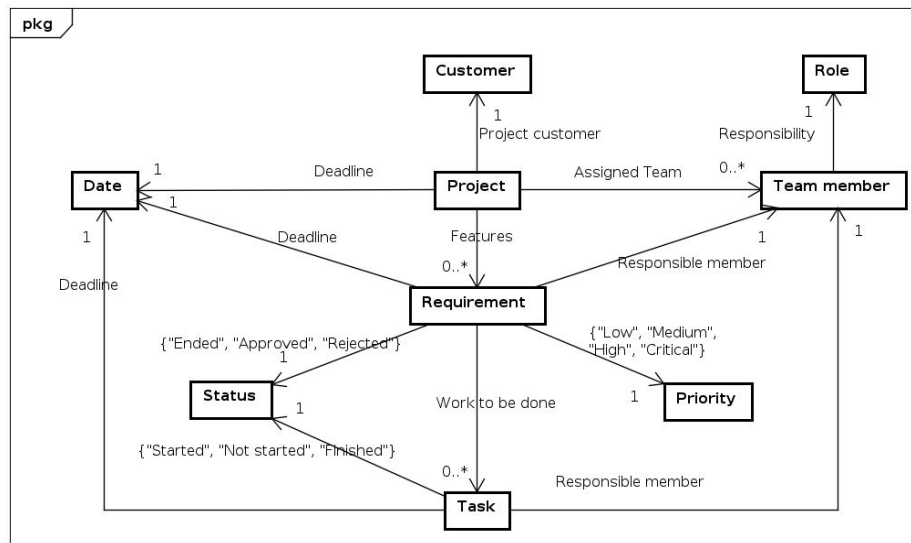 pkg
Customer
Role
1
1
Project customer
Responsibility
1
Deadline
Assigned Team
0..*
Date
Project
Team member
1
1
Deadline
Features
1
1
Responsible member
0..*
Deadline
Requirement
{"Low", "Medium",
"High", "Critical"}
{"Ended", "Approved", "Rejected"}
1
Status
1
Work to be done
1
Priority
{"Started", "Not started", "Finished"}
0..*
Responsible member
Task